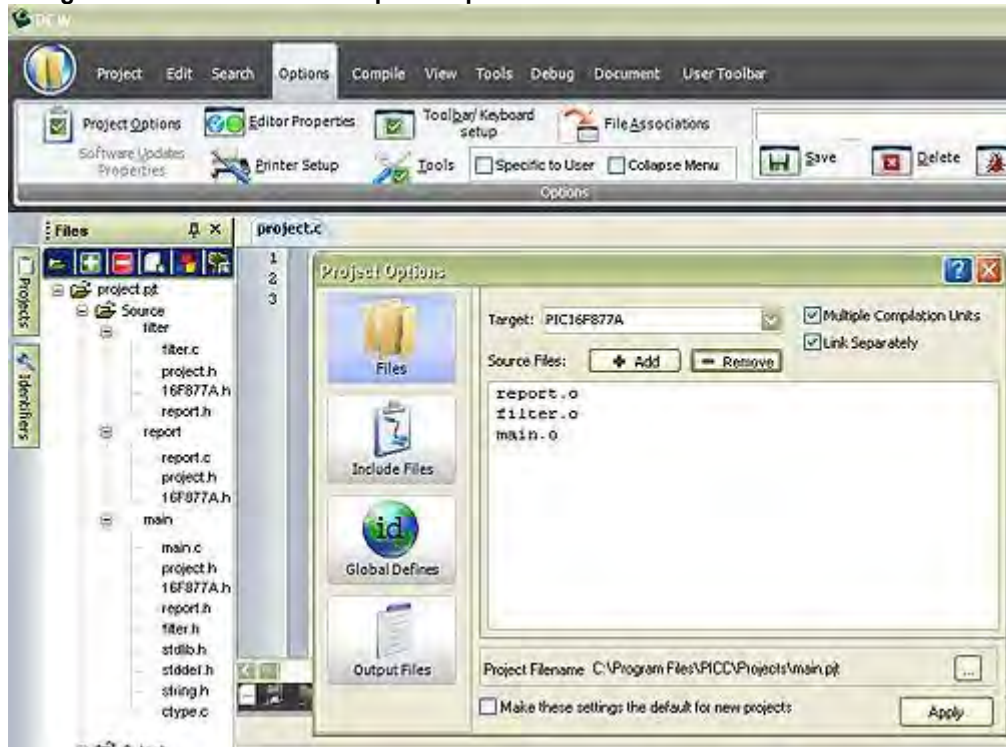 Project Edit Search Options Compile View Tools Debug Document User Toolbar
Project Options
Editor Properties
Toolbar/ Keyboard setup
File Associations
Software Updates Properties
Printer Setup
Tools
Specific to User
Collapse Menu
Save
Delete
Options
Files
Projects
Identifiers
project.pjt
Source
filter
filter.c
project.h
16F877A.h
report.h
report
report.c
project.h
16F877A.h
main
main.c
project.h
16F877A.h
report.h
filter.h
stdlib.h
stddef.h
string.h
ctype.c
project.c
1
2
3
Project Options
Files
Include Files
id
Global Defines
Output Files
Target: PIC16F877A
Multiple Compilation Units
Link Separately
Source Files:
Add
Remove
report.o
filter.o
main.o
Project Filename C:\Program Files\PICC\Projects\main.pjt
...
Make these settings the default for new projects
Apply